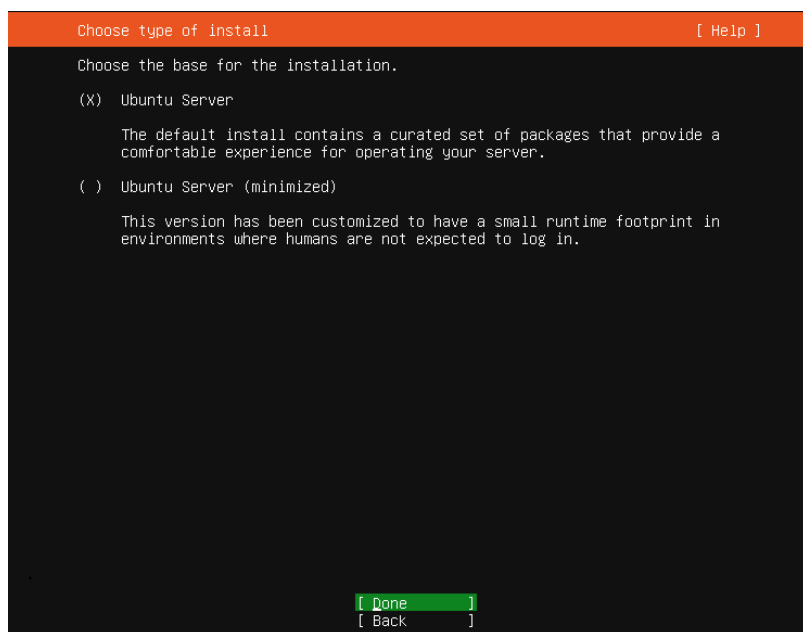 Choose type of install [ Help ]
Choose the base for the installation.
(X) Ubuntu Server
The default install contains a curated set of packages that provide a
comfortable experience for operating your server.
( ) Ubuntu Server (minimized)
This version has been customized to have a small runtime footprint in
environments where humans are not expected to log in.
[ Done ]
[ Back ]